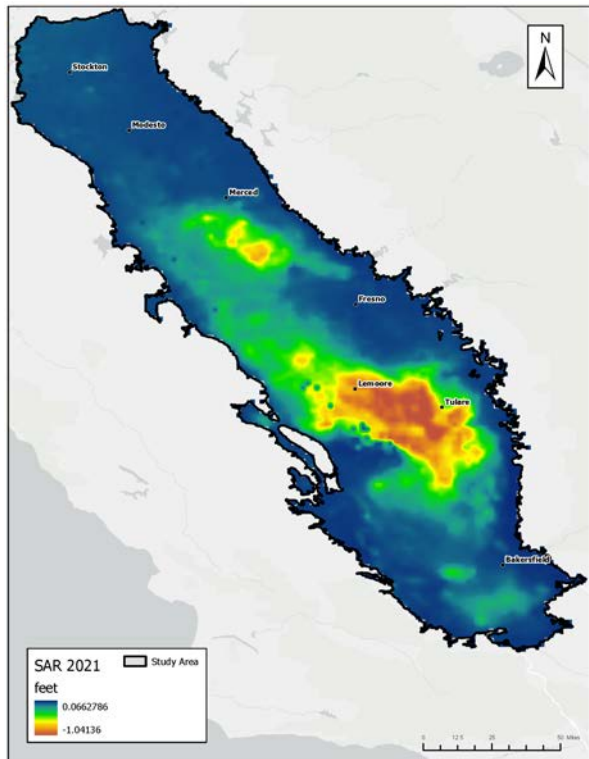 N
Stockton
Modesto
Merced
Fresno
Lemoore
Tulare
Bakersfield
SAR 2021
Study Area
feet
0.0662786
-1.04136
0 12.5 25 50 Miles